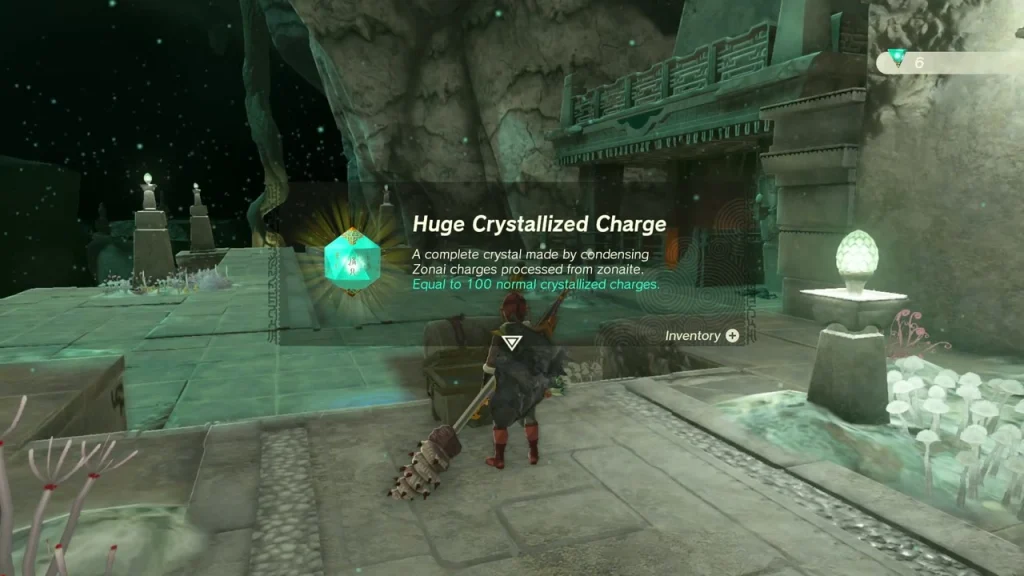 6
Huge Crystallized Charge
A complete crystal made by condensing
Zonai charges processed from zonaite.
Equal to 100 normal crystallized charges.
Inventory